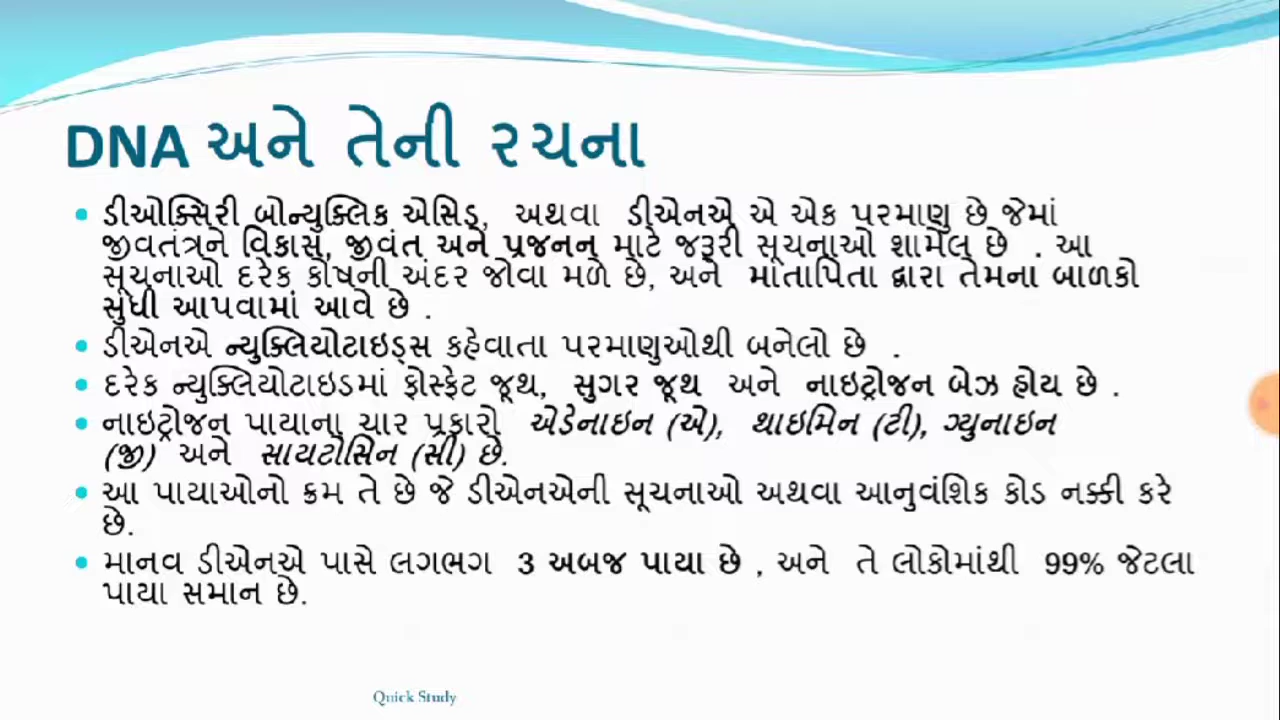 DNA અને તેની રચના
• ડીઓક્સિરી બોન્યુક્લિક એસિડ, અથવા ડીએનએ એ એક પરમાણુ છે જેમાં
જીવતંત્રને વિકાસ, જીવંત અને પ્રજનન માટે જરૂરી સૂચનાઓ શામેલ છે . આ
સૂચનાઓ દરેક કોષની અંદર જોવા મળે છે, અને માતાપિતા દ્વારા તેમના બાળકો
સુધી આપવામાં આવે છે .
• ડીએનએ ન્યુક્લિયોટાઇડ્સ કહેવાતા પરમાણુઓથી બનેલો છે .
• દરેક ન્યુક્લિયોટાઇડમાં ફોસ્ફેટ જૂથ, સુગર જૂથ અને નાઇટ્રોજન બેઝ હોય છે .
• નાઇટ્રોજન પાયાના ચાર પ્રકારો એડેનાઇન (એ), થાઇમિન (ટી), ગ્યુનાઇન
(જી) અને સાયટોસિન (સી) છે.
• આ પાયાઓનો ક્રમ તે છે જે ડીએનએની સૂચનાઓ અથવા આનુવંશિક કોડ નક્કી કરે
છે.
• માનવ ડીએનએ પાસે લગભગ 3 અબજ પાયા છે , અને તે લોકોમાંથી 99% જેટલા
પાયા સમાન છે.
Quick Study